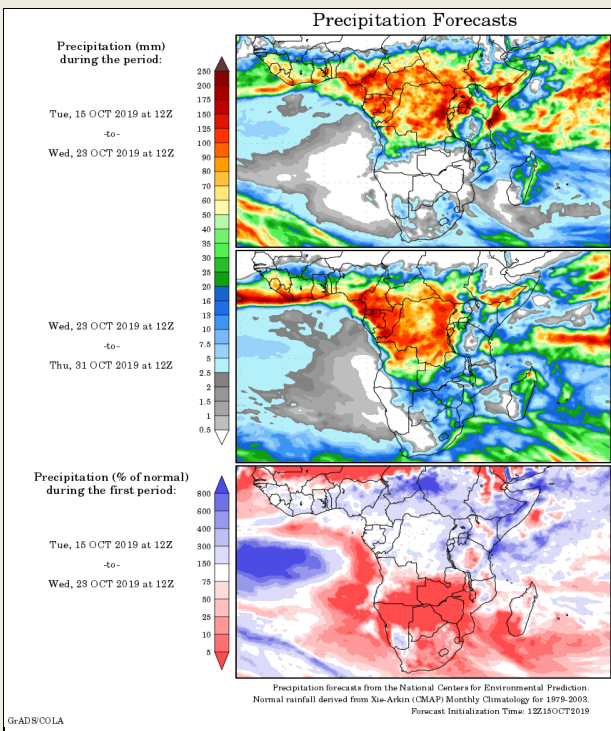 Precipitation Forecasts
Precipitation (mm)
during the period:
Tue, 15 OCT 2019 at 12Z
-to-
Wed, 23 OCT 2019 at 12Z
250
200
175
150
125
100
90
80
70
60
50
40
35
30
25
20
16
13
10
7.5
5
2.5
2
1.5
1
0.5
Wed, 23 OCT 2019 at 12Z
-to-
Thu, 31 OCT 2019 at 12Z
Precipitation (% of normal)
during the first period:
Tue, 15 OCT 2019 at 12Z
-to-
Wed, 23 OCT 2019 at 12Z
800
600
400
300
150
75
50
25
10
5
Precipitation forecasts from the National Centers for Environmental Prediction.
Normal rainfall derived from Xie-Arkin (CMAP) Monthly Climatology for 1979-2003.
Forecast Initialization Time: 12Z15OCT2019
GrADS/COLA